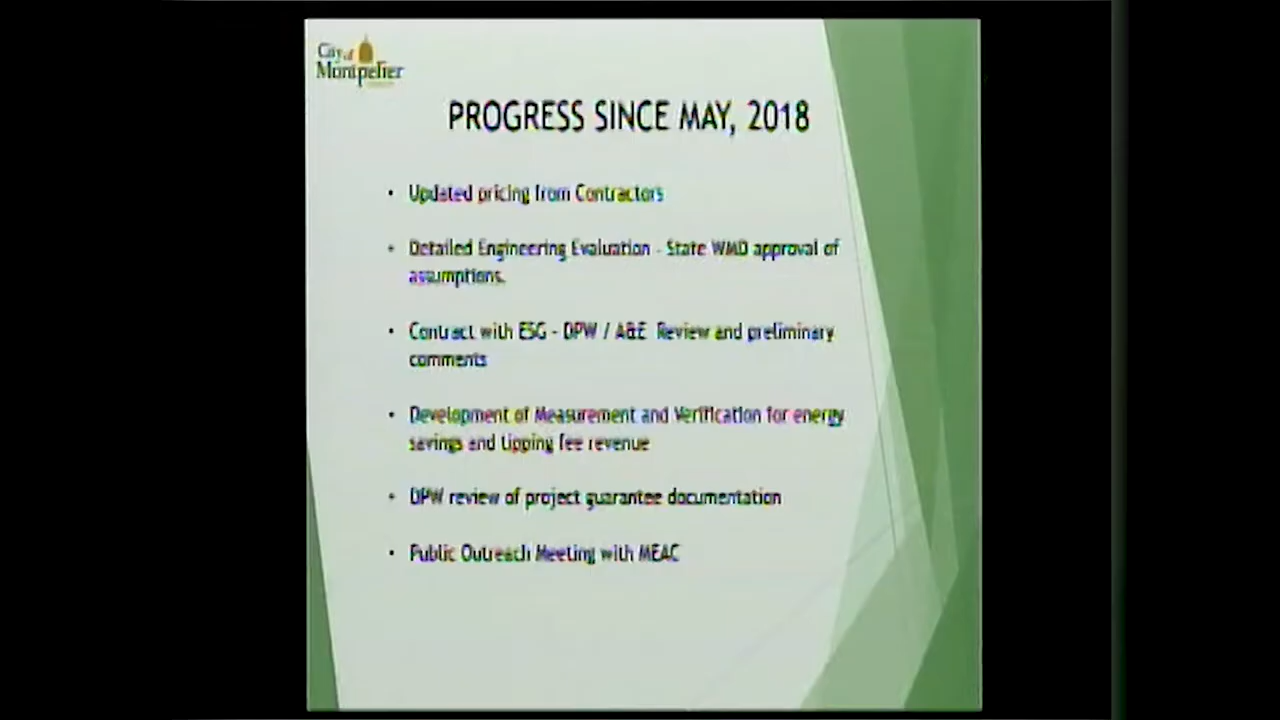 City of
Montpelier
PROGRESS SINCE MAY, 2018
• Updated pricing from Contractors
• Detailed Engineering Evaluation - State WMD approval of
assumptions.
• Contract with ESG - DPW / A&E Review and preliminary
comments
• Development of Measurement and Verification for energy
savings and tipping fee revenue
• DPW review of project guarantee documentation
• Public Outreach Meeting with MEAC